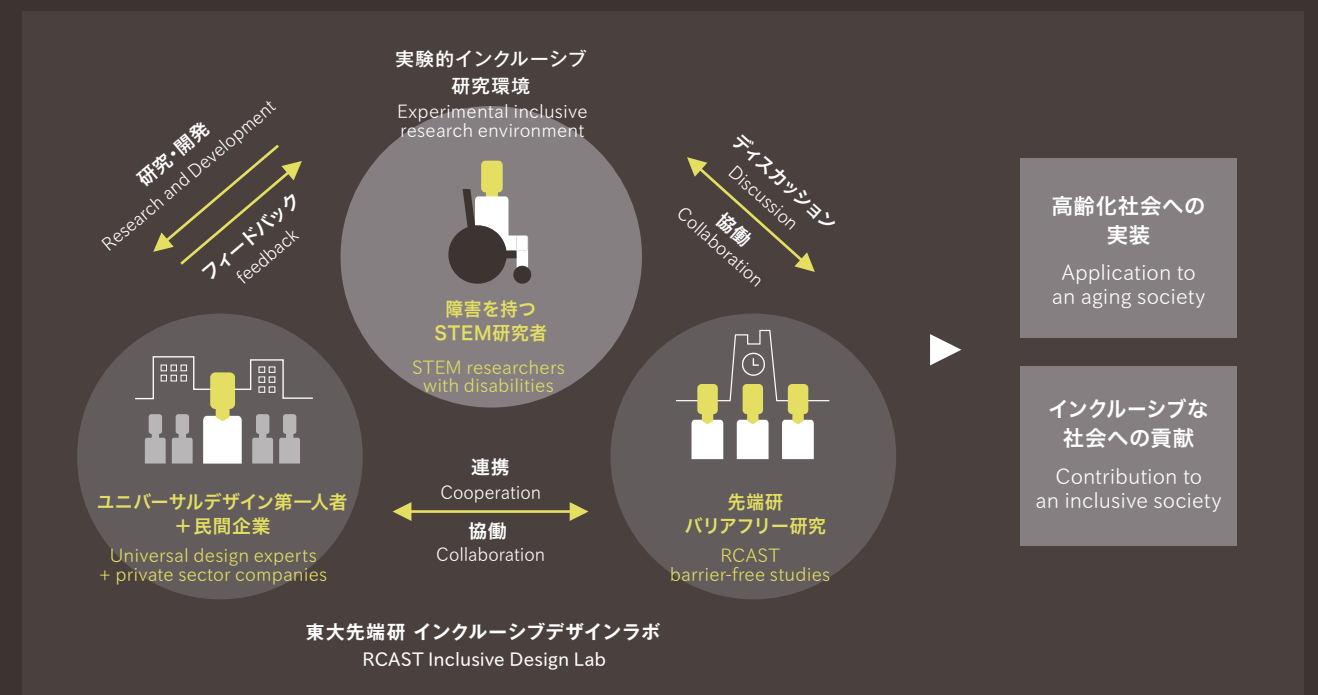 実験的インクルーシブ
研究環境
Experimental inclusive
research environment
研究・開発
Research and Development
フィードバック
feedback
ディスカッション
Discussion
協働
Collaboration
障害を持つ
STEM研究者
STEM researchers
with disabilities
ユニバーサルデザイン第一人者
＋民間企業
Universal design experts
+ private sector companies
連携
Cooperation
協働
Collaboration
先端研
バリアフリー研究
RCAST
barrier-free studies
東大先端研 インクルーシブデザインラボ
RCAST Inclusive Design Lab
高齢化社会への
実装
Application to
an aging society
インクルーシブな
社会への貢献
Contribution to
an inclusive society